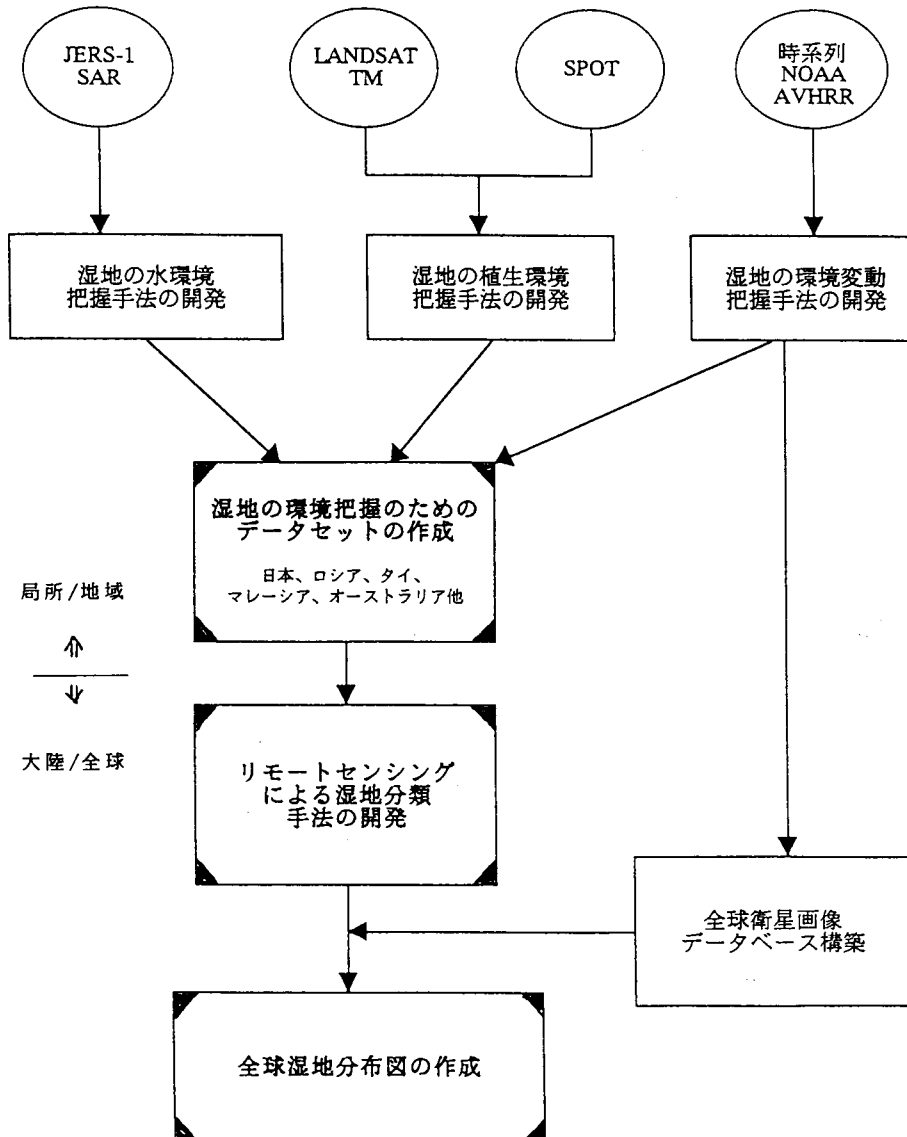 JERS-1
SAR
LANDSAT
TM
SPOT
時系列
NOAA
AVHRR
湿地の水環境
把握手法の開発
湿地の植生環境
把握手法の開発
湿地の環境変動
把握手法の開発
湿地の環境把握のための
データセットの作成
日本、ロシア、タイ、
マレーシア、オーストラリア他
局所/地域
大陸/全球
リモートセンシング
による湿地分類
手法の開発
全球衛星画像
データベース構築
全球湿地分布図の作成